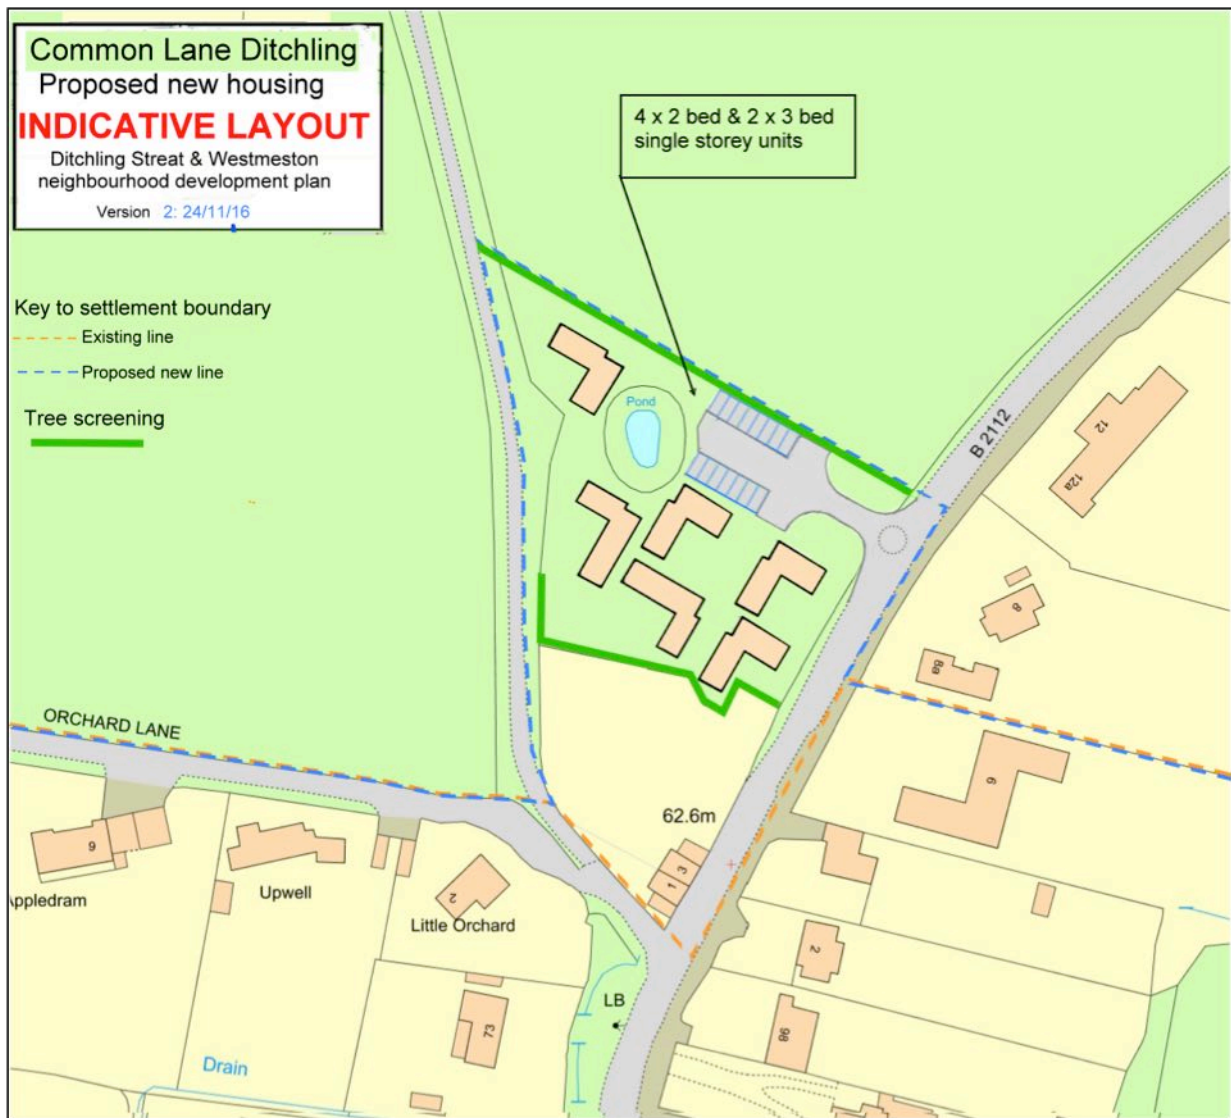 Common Lane Ditchling
Proposed new housing
INDICATIVE LAYOUT
Ditchling Streat & Westmeston
neighbourhood development plan
Version 2: 24/11/16
4 x 2 bed & 2 x 3 bed
single storey units
Key to settlement boundary
Existing line
Proposed new line
Tree screening
Pond
B 2112
12
12a
8
8a
ORCHARD LANE
6
62.6m
3
1
9
Appledram
Upwell
2
Little Orchard
2
LB
73
98
Drain